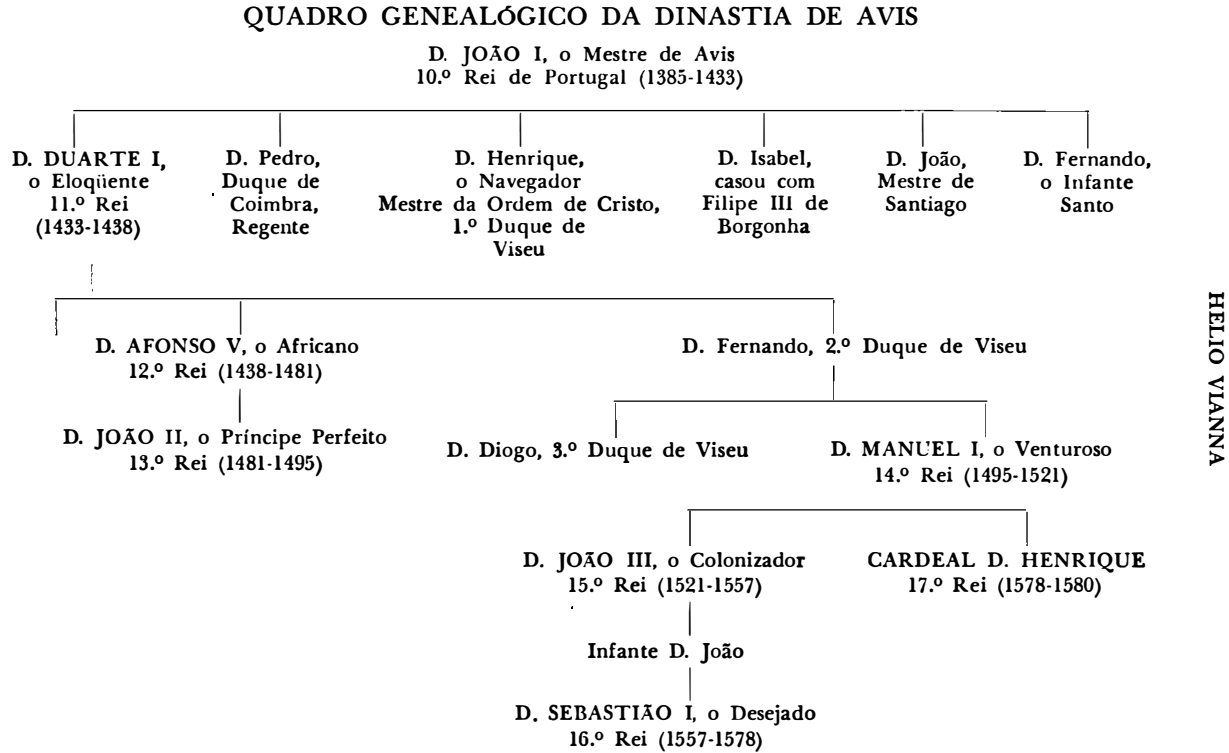 QUADRO GENEALÓGICO DA DINASTIA DE AVIS
D. JOÃO I, o Mestre de Avis
10.º Rei de Portugal (1385-1433)
D. DUARTE I,
o Eloqüente
11.º Rei
(1433-1438)
D. Pedro,
Duque de
Coimbra,
Regente
D. Henrique,
o Navegador
Mestre da Ordem de Cristo,
1.º Duque de
Viseu
D. Isabel,
casou com
Filipe III de
Borgonha
D. João,
Mestre de
Santiago
D. Fernando,
o Infante
Santo
D. AFONSO V, o Africano
12.º Rei (1438-1481)
D. Fernando, 2.º Duque de Viseu
D. JOÃO II, o Príncipe Perfeito
13.º Rei (1481-1495)
D. Diogo, 3.º Duque de Viseu
D. MANUEL I, o Venturoso
14.º Rei (1495-1521)
D. JOÃO III, o Colonizador
15.º Rei (1521-1557)
CARDEAL D. HENRIQUE
17.º Rei (1578-1580)
Infante D. João
D. SEBASTIÃO I, o Desejado
16.º Rei (1557-1578)
HELIO VIANNA